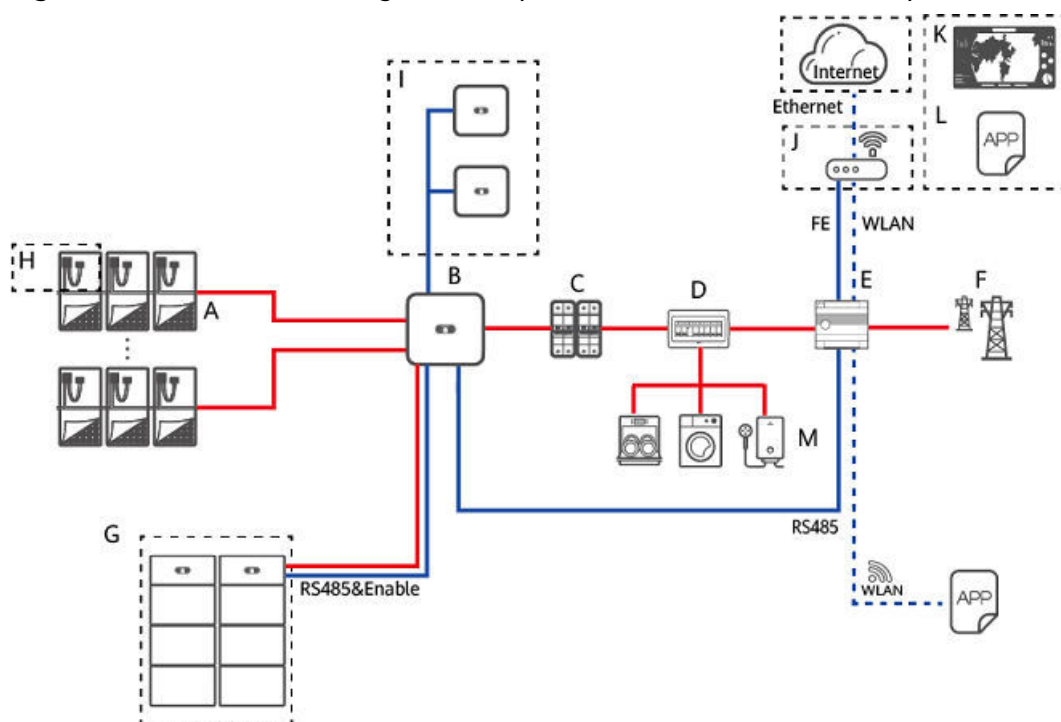 K
Internet
I
Ethernet
L
APP
J
FE
WLAN
H
B
C
D
E
F
A
M
RS485
G
RS485&Enable
WLAN
APP